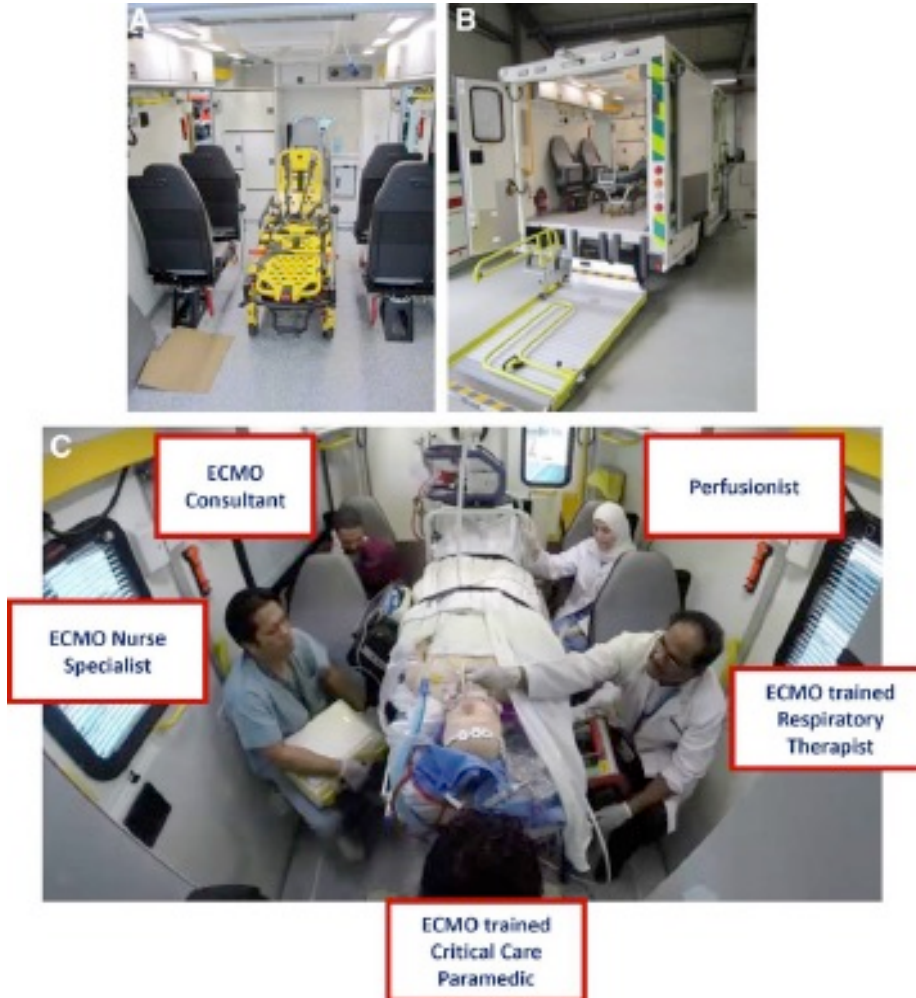 A
B
C
ECMO
Consultant
Perfusionist
ECMO Nurse
Specialist
ECMO trained
Respiratory
Therapist
ECMO trained
Critical Care
Paramedic